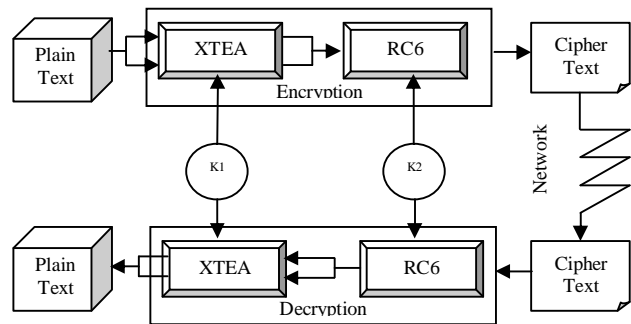 Plain
Text
XTEA
RC6
Cipher
Text
Encryption
K1
K2
Network
Plain
Text
XTEA
RC6
Cipher
Text
Decryption